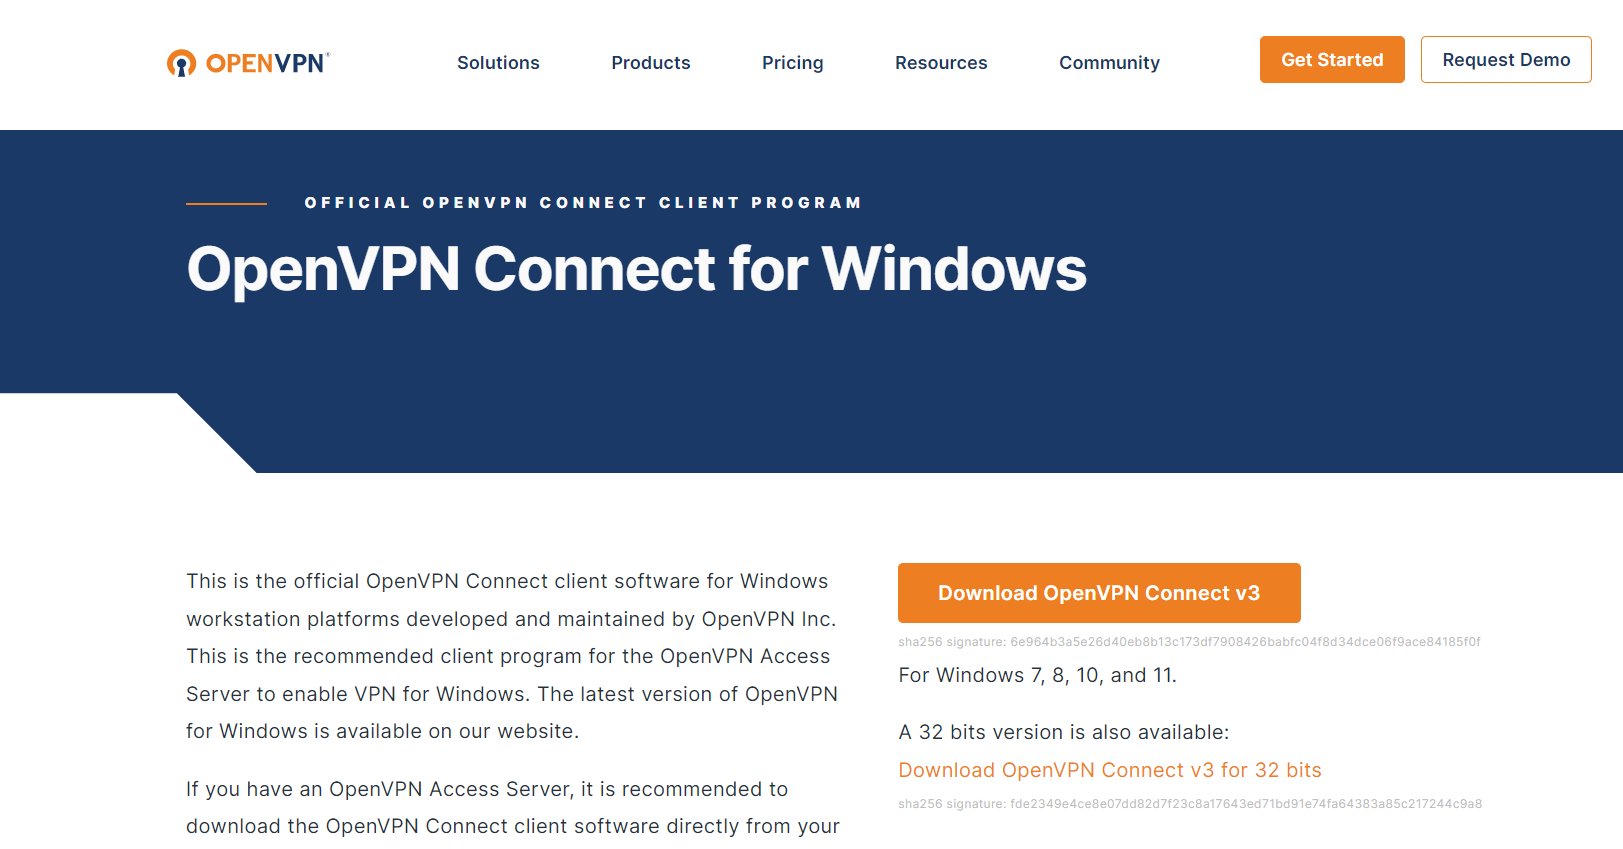 OPENVPN®
Solutions
Products
Pricing
Resources
Community
Get Started
Request Demo
OFFICIAL OPENVPN CONNECT CLIENT PROGRAM
OpenVPN Connect for Windows
This is the official OpenVPN Connect client software for Windows
workstation platforms developed and maintained by OpenVPN Inc.
This is the recommended client program for the OpenVPN Access
Server to enable VPN for Windows. The latest version of OpenVPN
for Windows is available on our website.
If you have an OpenVPN Access Server, it is recommended to
download the OpenVPN Connect client software directly from your
Download OpenVPN Connect v3
sha256 signature: 6e964b3a5e26d40eb8b13c173df7908426babfc04f8d34dce06f9ace84185f0f
For Windows 7, 8, 10, and 11.
A 32 bits version is also available:
Download OpenVPN Connect v3 for 32 bits
sha256 signature: fde2349e4ce8e07dd82d7f23c8a17643ed71bd91e74fa64383a85c217244c9a8